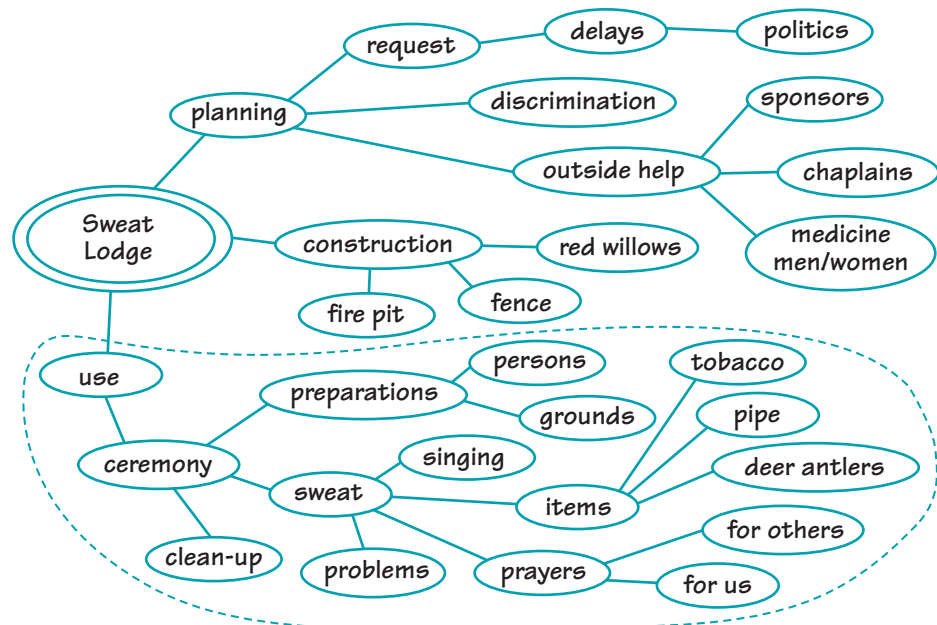 request
delays
politics
planning
discrimination
sponsors
outside help
chaplains
Sweat
Lodge
construction
red willows
medicine
men/women
fire pit
fence
use
preparations
persons
grounds
tobacco
pipe
ceremony
singing
deer antlers
sweat
items
for others
clean-up
problems
prayers
for us